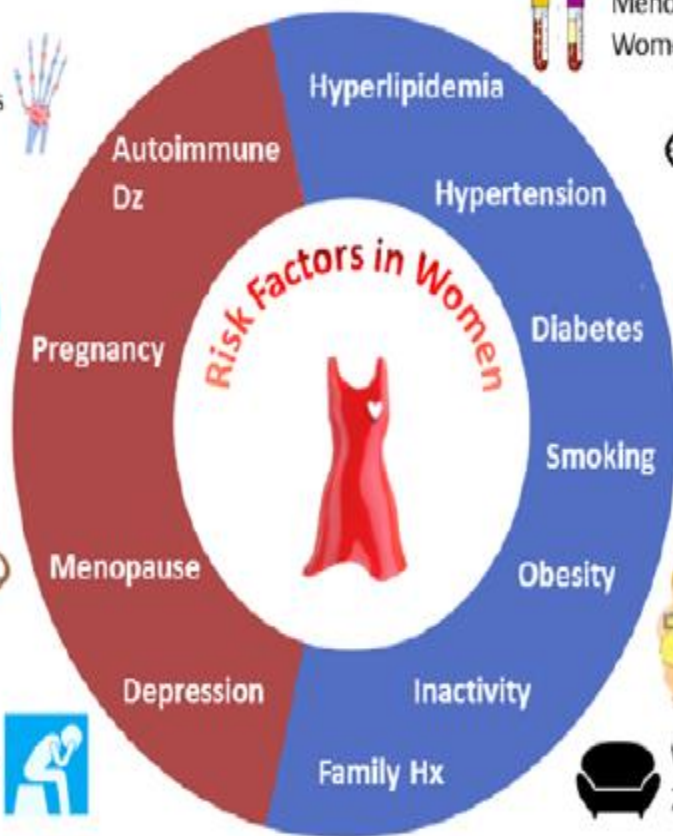 Hyperlipidemia
Autoimmune
Dz
Hypertension
Risk Factors in Women
Diabetes
Pregnancy
Smoking
Menopause
Obesity
Depression
Inactivity
Family Hx